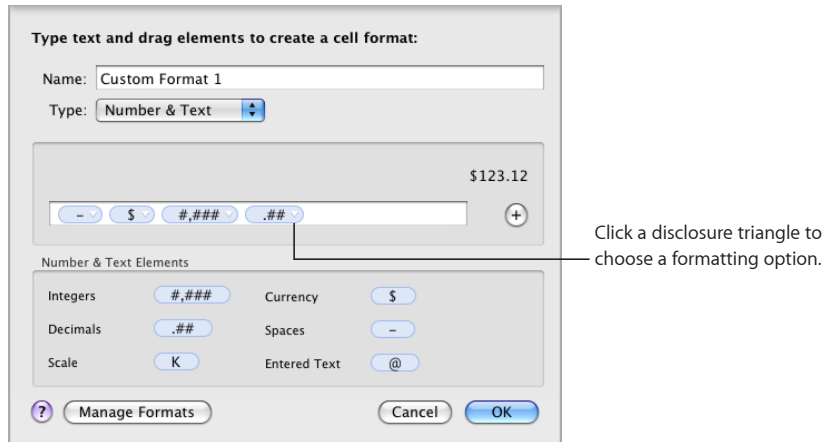 Type text and drag elements to create a cell format:
Name: Custom Format 1
Type: Number & Text
$123.12
– $ #,### .##
+
Click a disclosure triangle to
choose a formatting option.
Number & Text Elements
Integers #,### Currency $
Decimals .## Spaces –
Scale K Entered Text @
? Manage Formats Cancel OK